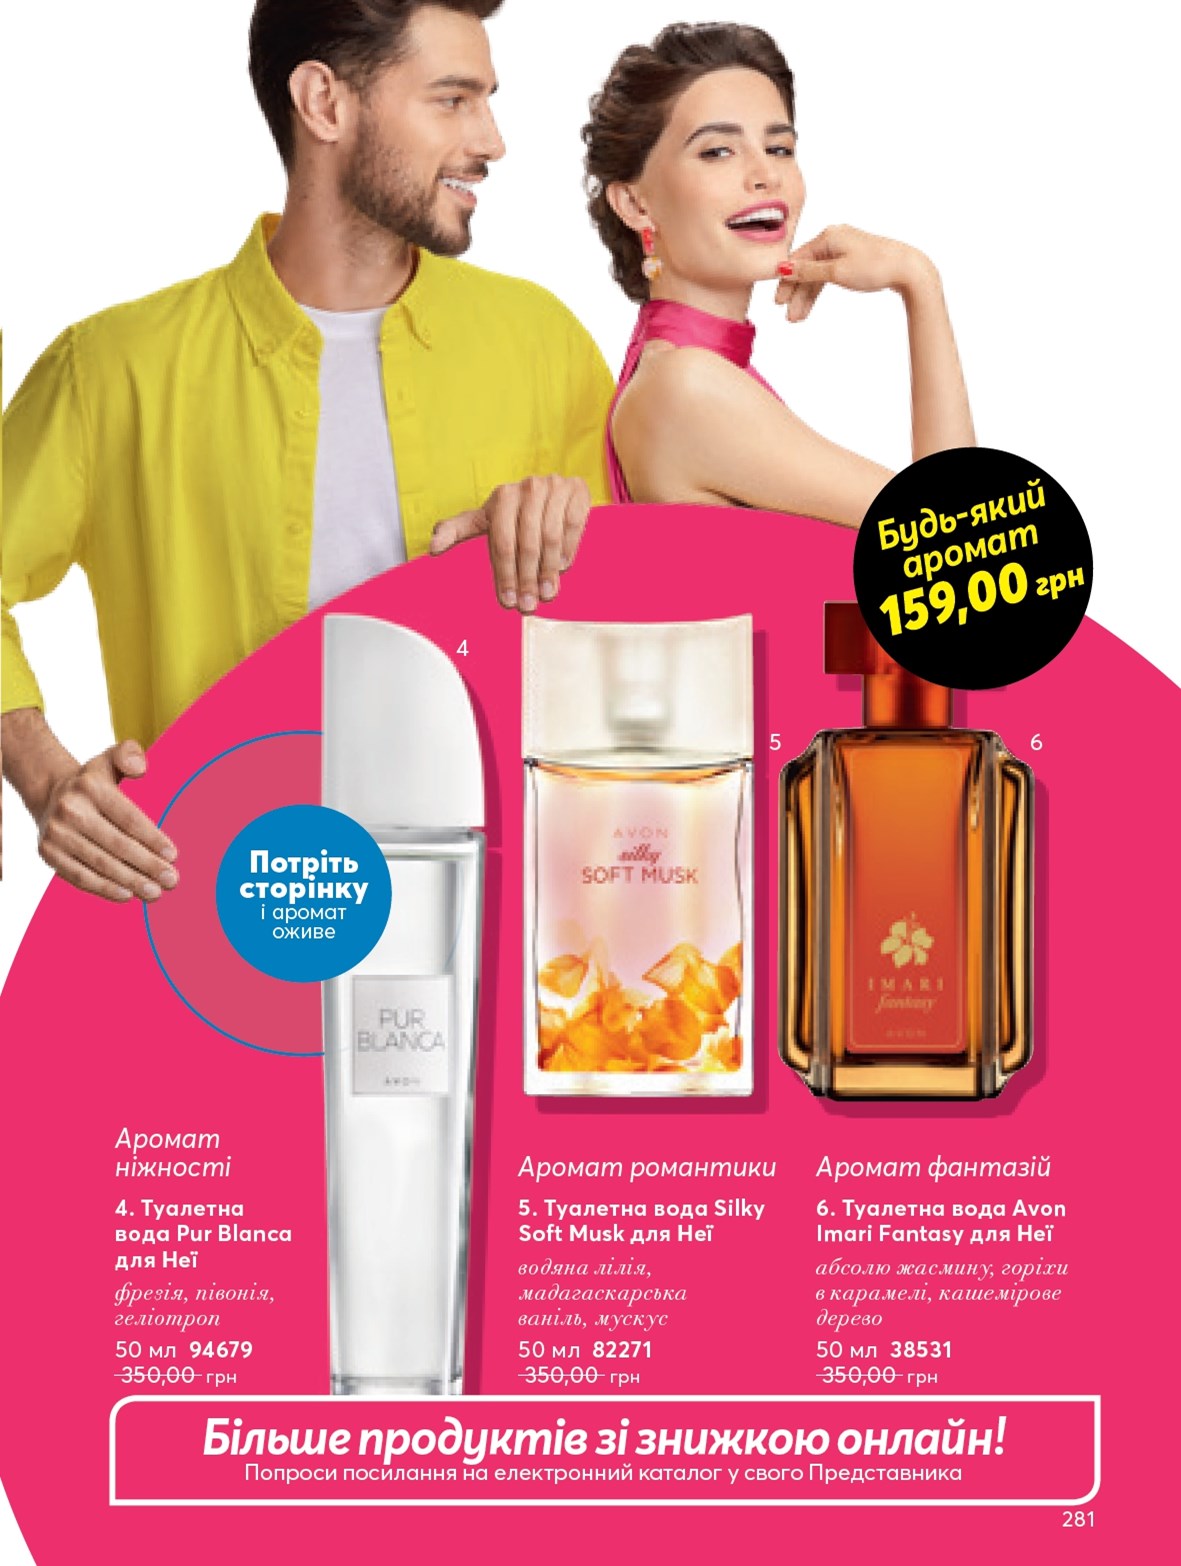 Будь-який
аромат
159,00 грн
4
5
6
Потріть
сторінку
і аромат
оживе
AVON
silky
SOFT MUSK
IMARI
fantasy
AVON
PUR
BLANCA
AVON
Аромат
ніжності
4. Туалетна
вода Pur Blanca
для Неї
фрезія, півонія,
геліотроп
50 мл 94679
350,00 грн
Аромат романтики
5. Туалетна вода Silky
Soft Musk для Неї
водяна лілія,
мадагаскарська
ваніль, мускус
50 мл 82271
350,00 грн
Аромат фантазій
6. Туалетна вода Avon
Imari Fantasy для Неї
абсолю жасмину, горіхи
в карамелі, кашемірове
дерево
50 мл 38531
350,00 грн
Більше продуктів зі знижкою онлайн!
Попроси посилання на електронний каталог у свого Представника
281